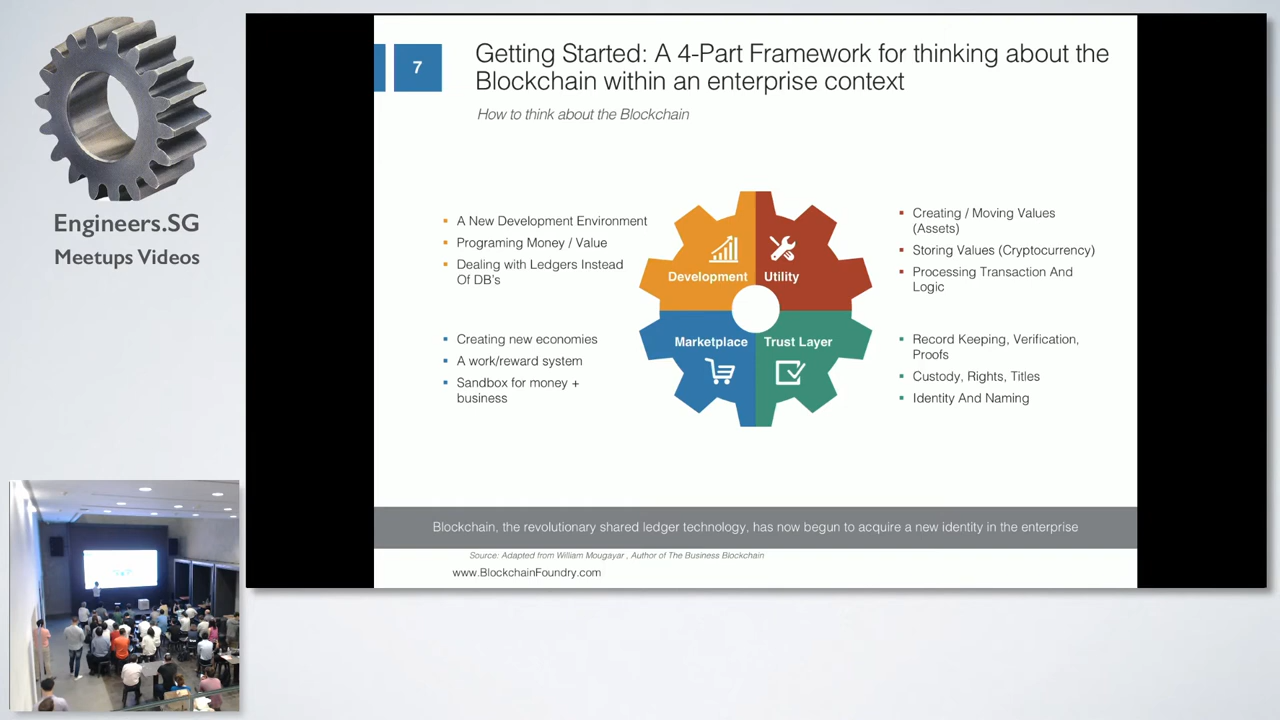 Engineers.SG
Meetups Videos
7
Getting Started: A 4-Part Framework for thinking about the
Blockchain within an enterprise context
How to think about the Blockchain
A New Development Environment
Programing Money / Value
Dealing with Ledgers Instead
Of DB's
Development
Utility
Creating / Moving Values
(Assets)
Storing Values (Cryptocurrency)
Processing Transaction And
Logic
Creating new economies
A work/reward system
Sandbox for money +
business
Marketplace
Trust Layer
Record Keeping, Verification,
Proofs
Custody, Rights, Titles
Identity And Naming
Blockchain, the revolutionary shared ledger technology, has now begun to acquire a new identity in the enterprise
Source: Adapted from William Mougayar , Author of The Business Blockchain
www.BlockchainFoundry.com